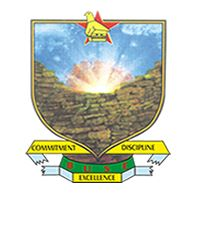 COMMITMENT DISCIPLINE
B U S E
EXCELLENCE